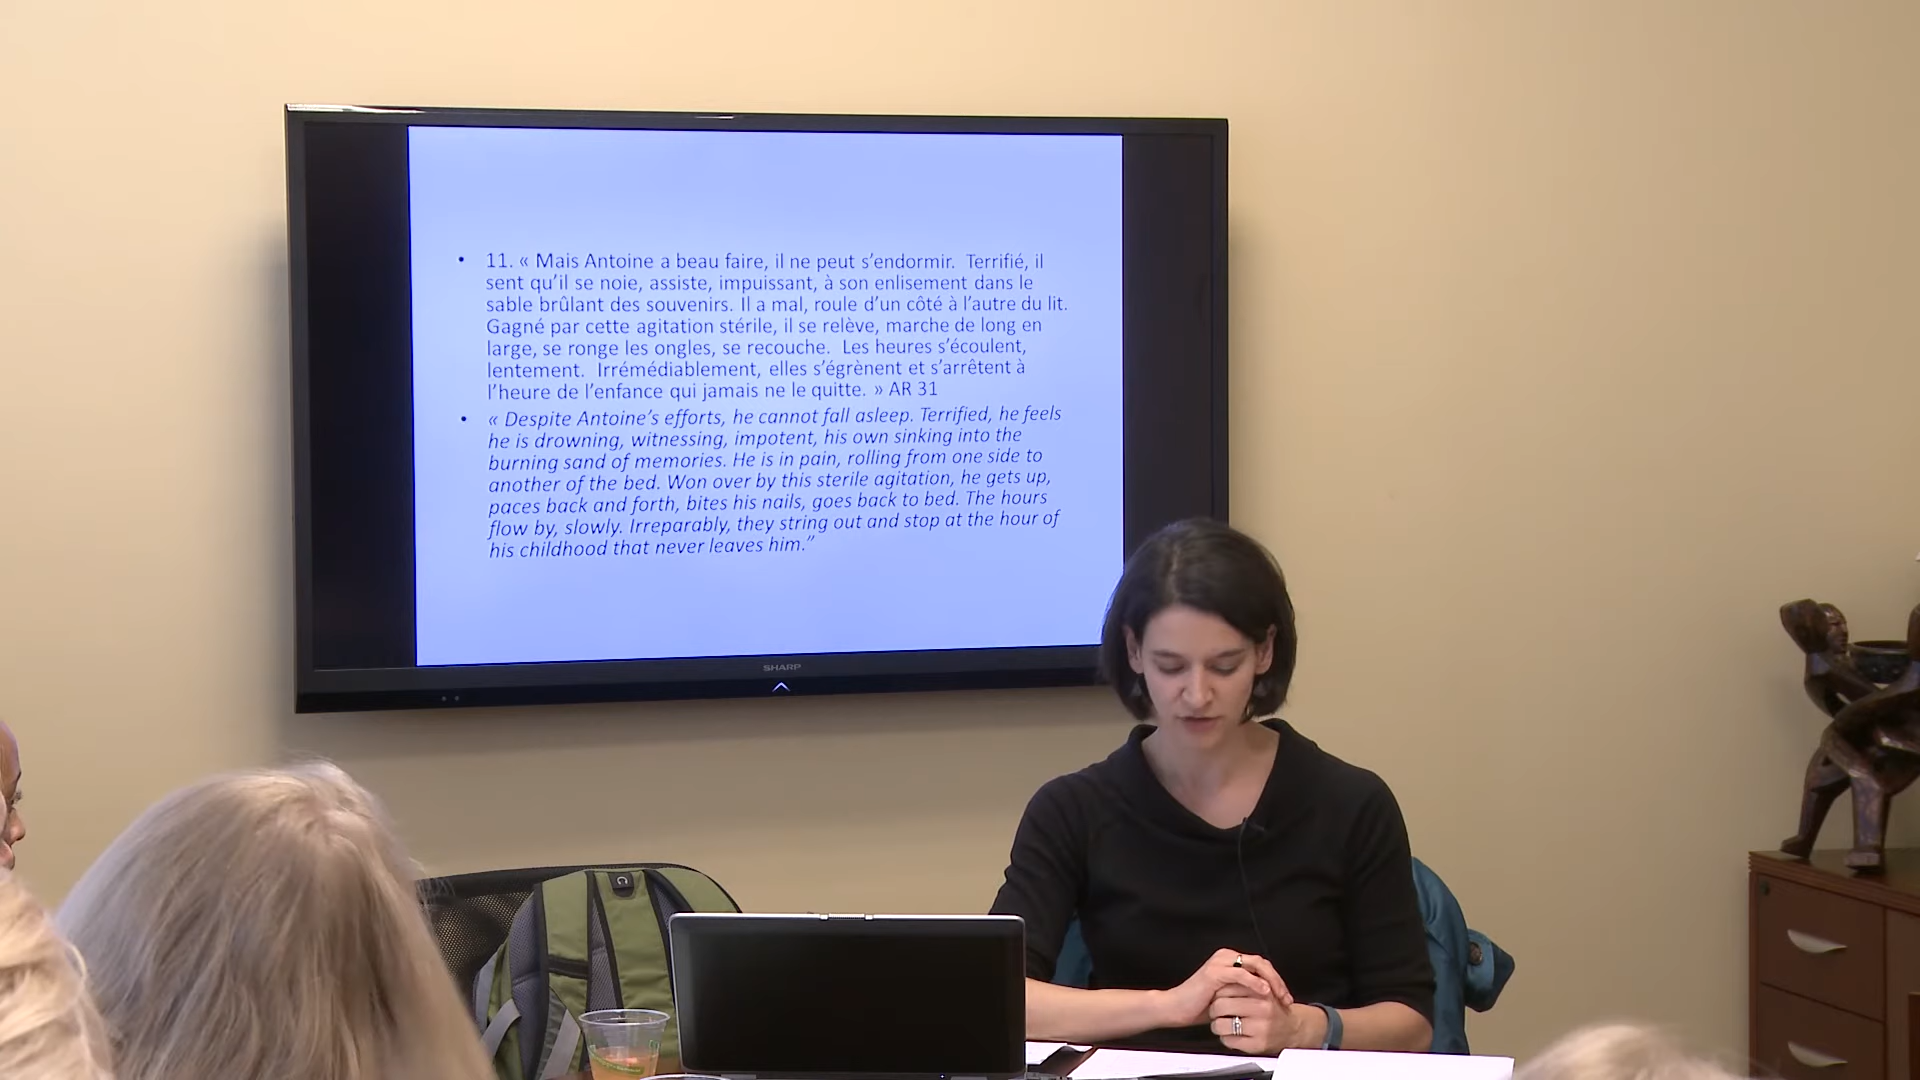 • 11. « Mais Antoine a beau faire, il ne peut s’endormir. Terrifié, il
sent qu’il se noie, assiste, impuissant, à son enlisement dans le
sable brûlant des souvenirs. Il a mal, roule d’un côté à l’autre du lit.
Gagné par cette agitation stérile, il se relève, marche de long en
large, se ronge les ongles, se recouche. Les heures s’écoulent,
lentement. Irrémédiablement, elles s’égrènent et s’arrêtent à
l’heure de l’enfance qui jamais ne le quitte. » AR 31
• « Despite Antoine’s efforts, he cannot fall asleep. Terrified, he feels
he is drowning, witnessing, impotent, his own sinking into the
burning sand of memories. He is in pain, rolling from one side to
another of the bed. Won over by this sterile agitation, he gets up,
paces back and forth, bites his nails, goes back to bed. The hours
flow by, slowly. Irreparably, they string out and stop at the hour of
his childhood that never leaves him.”
SHARP